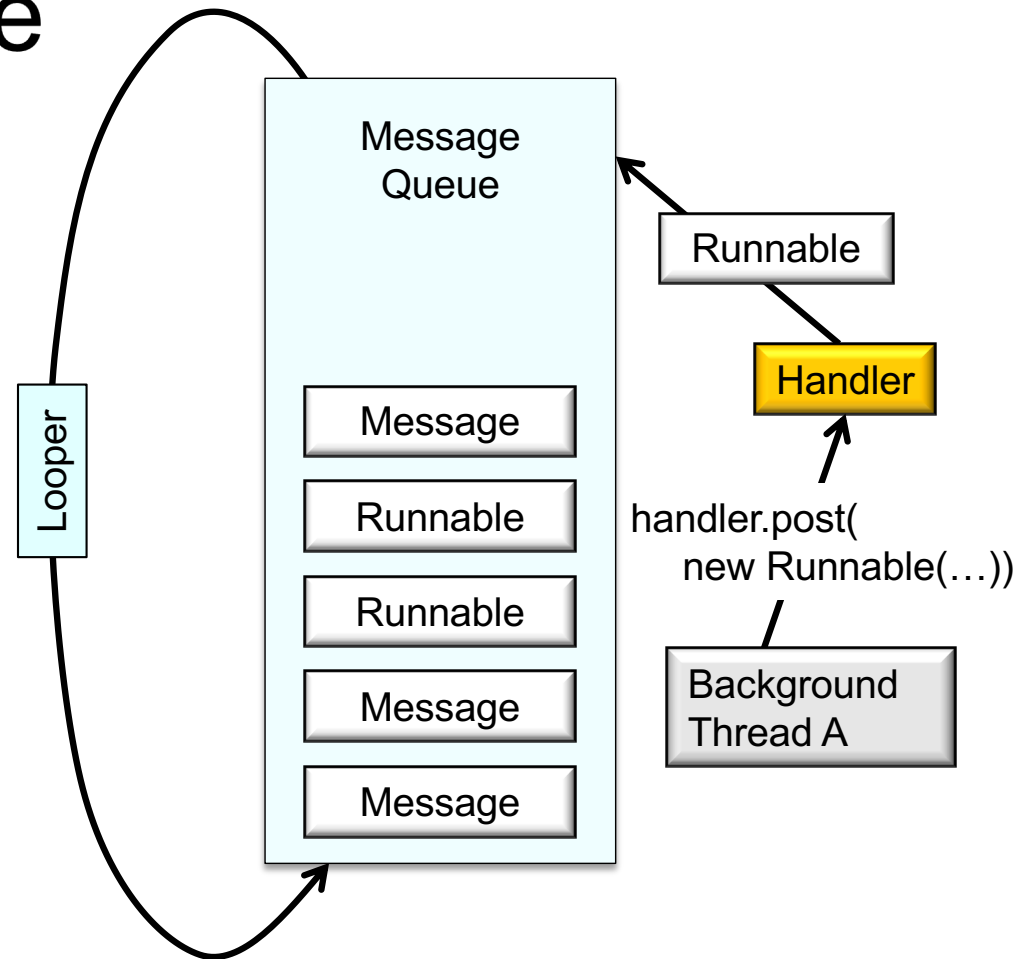 e
Message
Queue
Runnable
Handler
Message
Looper
Runnable
handler.post(
new Runnable(…))
Runnable
Background
Thread A
Message
Message